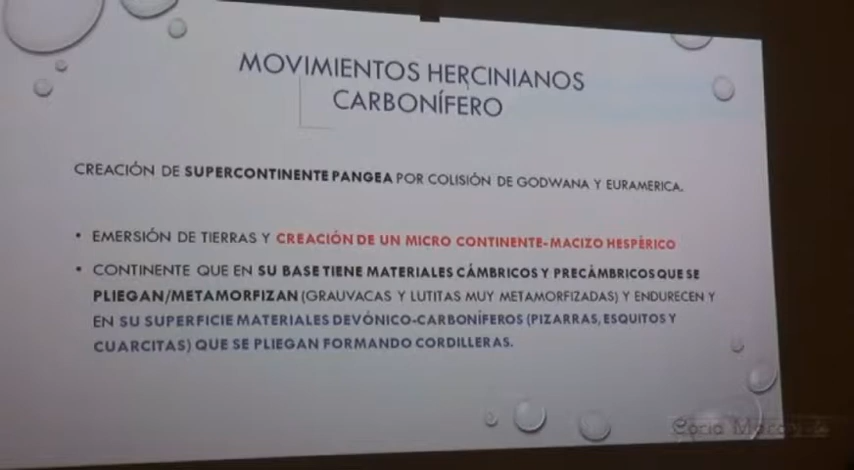 MOVIMIENTOS HERCINIANOS
CARBONÍFERO
CREACIÓN DE SUPERCONTINENTE PANGEA POR COLISIÓN DE GODWANA Y EURAMERICA.
• EMERSIÓN DE TIERRAS Y CREACIÓN DE UN MICRO CONTINENTE-MACIZO HESPÉRICO
• CONTINENTE QUE EN SU BASE TIENE MATERIALES CÁMBRICOS Y PRECÁMBRICOS QUE SE
PLIEGAN/METAMORFIZAN (GRAUVACAS Y LUTITAS MUY METAMORFIZADAS) Y ENDURECEN Y
EN SU SUPERFICIE MATERIALES DEVÓNICO-CARBONÍFEROS (PIZARRAS, ESQUITOS Y
CUARCITAS) QUE SE PLIEGAN FORMANDO CORDILLERAS.